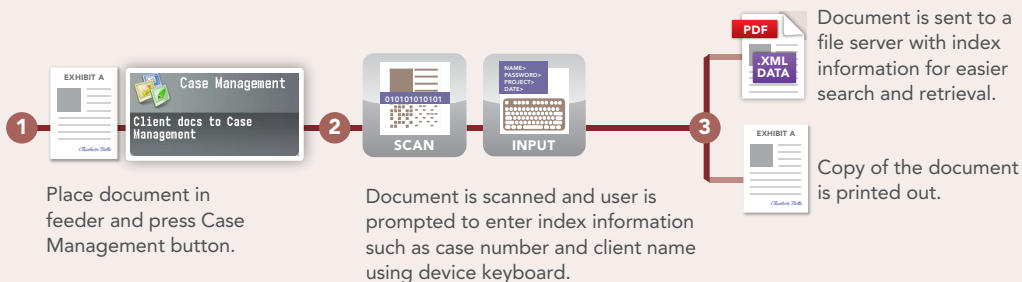 1
EXHIBIT A
Case Management
Client docs to Case
Management
Place document in
feeder and press Case
Management button.
2
010101010101
SCAN
NAME>
PASSWORD>
PROJECT>
DATE>
INPUT
Document is scanned and user is
prompted to enter index information
such as case number and client name
using device keyboard.
3
PDF
.XML
DATA
Document is sent to a
file server with index
information for easier
search and retrieval.
EXHIBIT A
Copy of the document
is printed out.